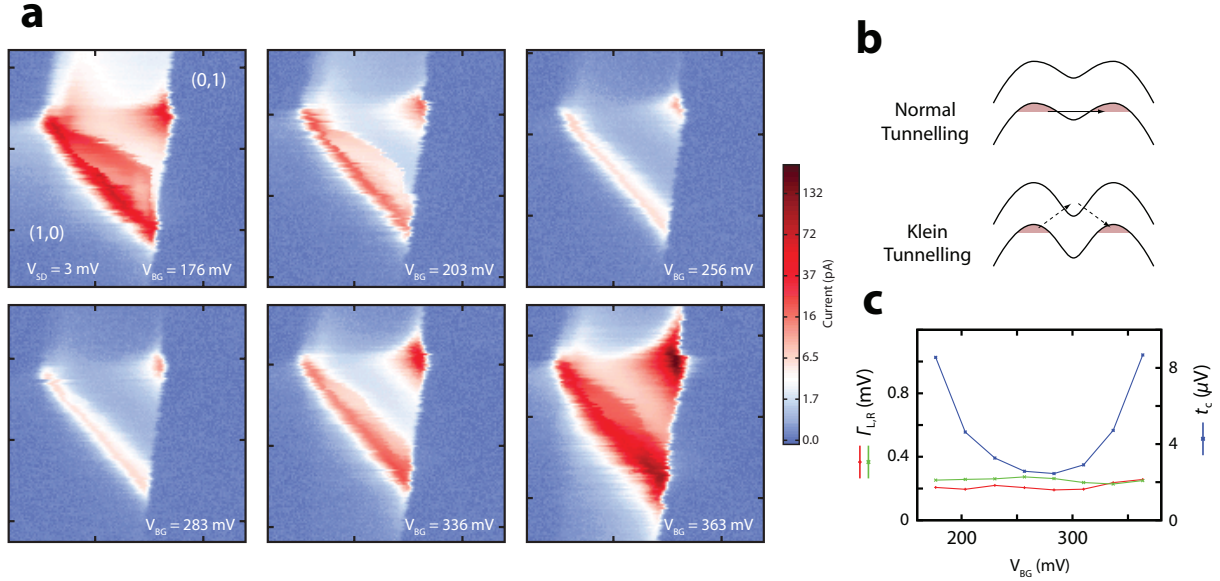 a
(0,1)
(1,0)
V_SD = 3 mV
V_BG = 176 mV
V_BG = 203 mV
V_BG = 256 mV
V_BG = 283 mV
V_BG = 336 mV
V_BG = 363 mV
132
72
37
16
6.5
1.7
0.0
Current (pA)
b
Normal
Tunnelling
Klein
Tunnelling
c
0.8
0.4
0
Γ_L,R (mV)
8
4
0
t_c (μV)
200
300
V_BG (mV)